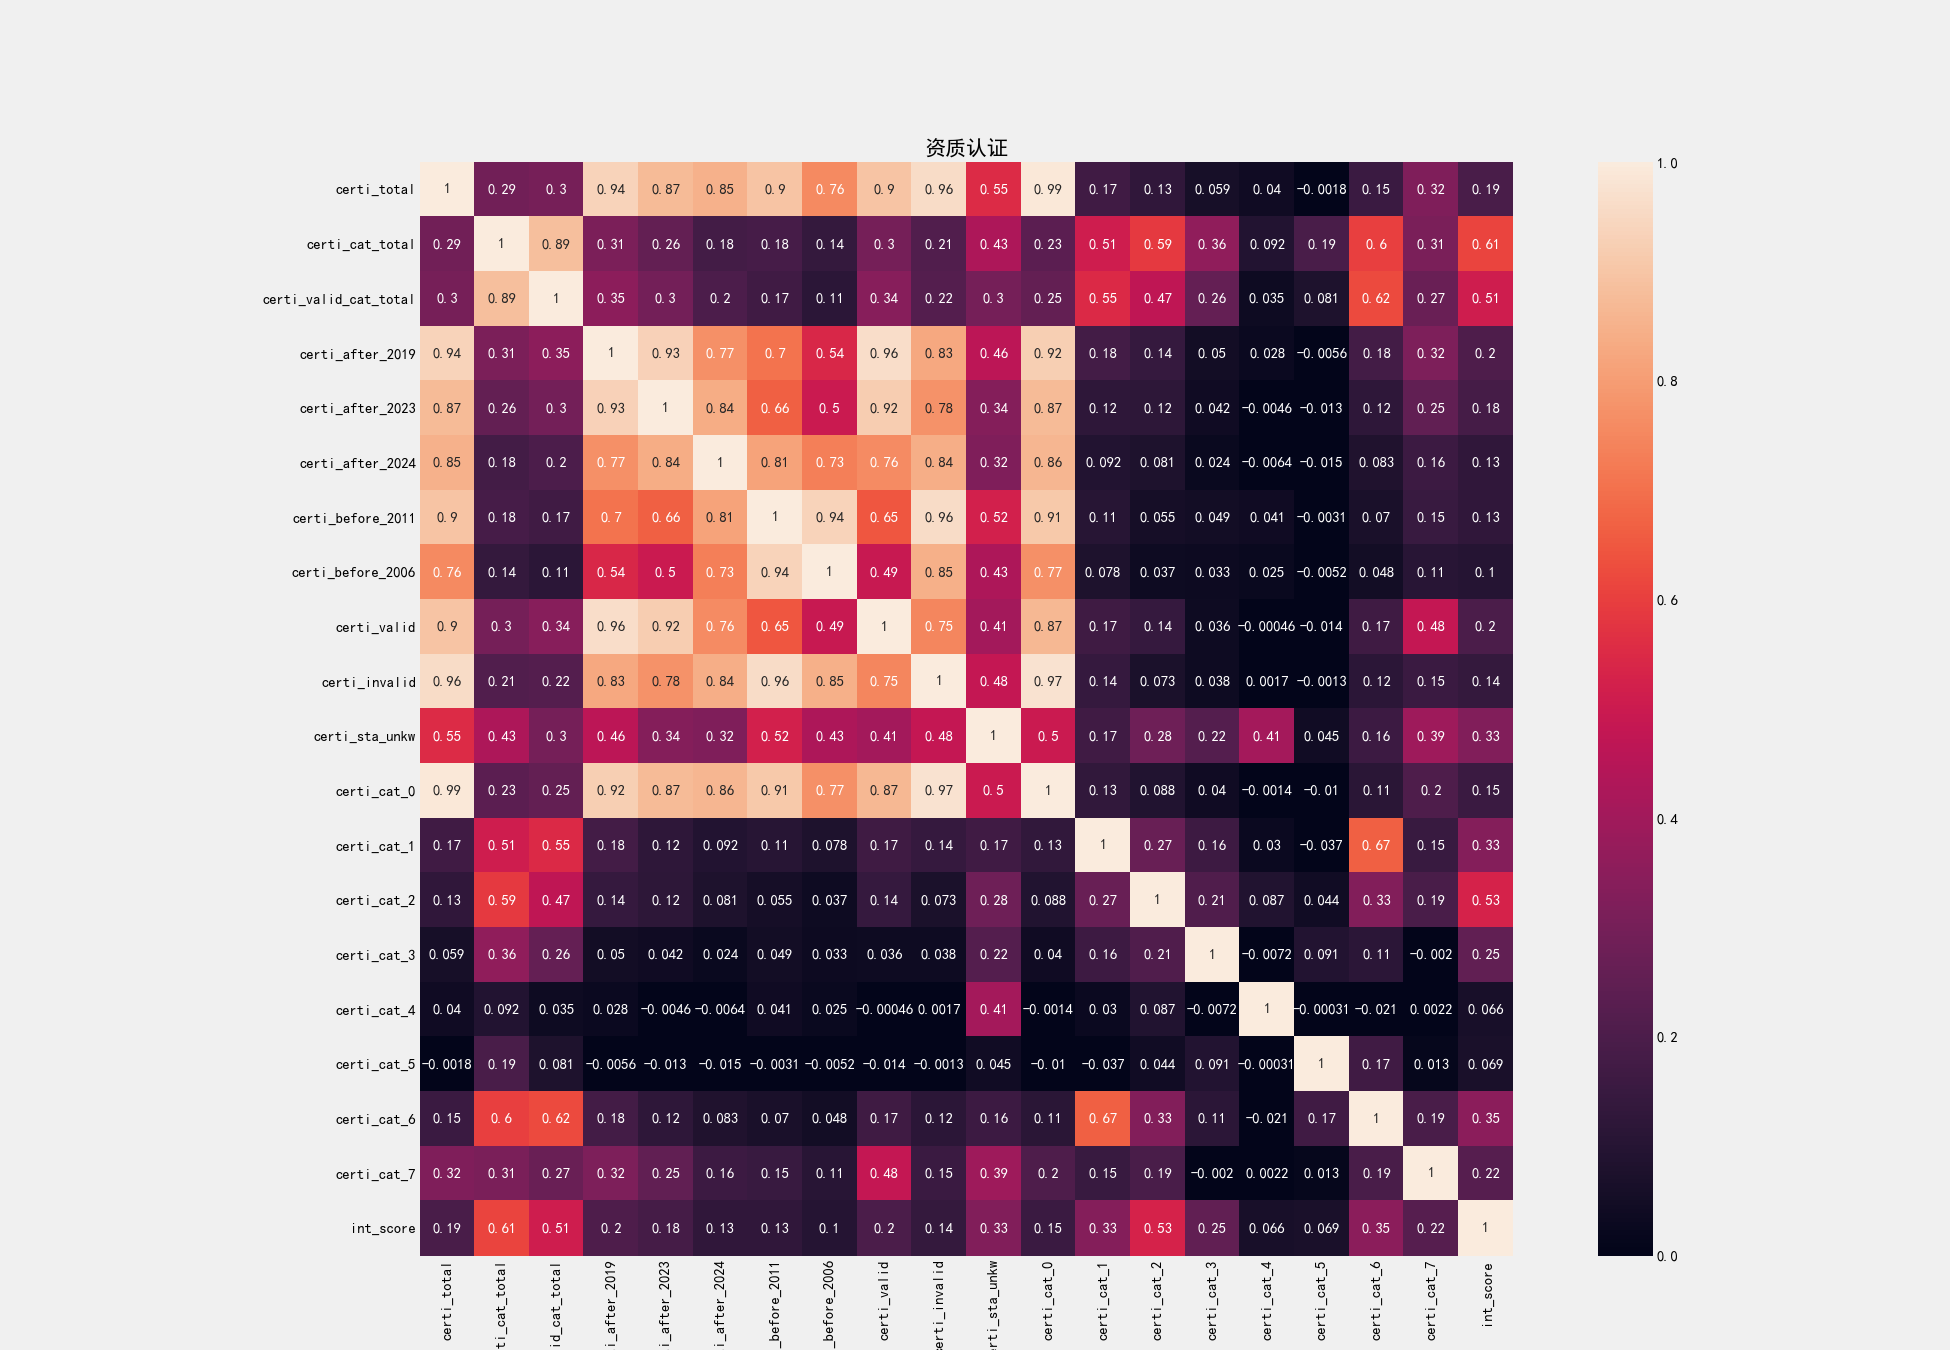 资质认证
certi_total 1 0.29 0.3 0.94 0.87 0.85 0.9 0.76 0.9 0.96 0.55 0.99 0.17 0.13 0.059 0.04 −0.0018 0.15 0.32 0.19
certi_cat_total 0.29 1 0.89 0.31 0.26 0.18 0.18 0.14 0.3 0.21 0.43 0.23 0.51 0.59 0.36 0.092 0.19 0.6 0.31 0.61
certi_valid_cat_total 0.3 0.89 1 0.35 0.3 0.2 0.17 0.11 0.34 0.22 0.3 0.25 0.55 0.47 0.26 0.035 0.081 0.62 0.27 0.51
certi_after_2019 0.94 0.31 0.35 1 0.93 0.77 0.7 0.54 0.96 0.83 0.46 0.92 0.18 0.14 0.05 0.028 −0.0056 0.18 0.32 0.2
certi_after_2023 0.87 0.26 0.3 0.93 1 0.84 0.66 0.5 0.92 0.78 0.34 0.87 0.12 0.12 0.042 −0.0046 −0.013 0.12 0.25 0.18
certi_after_2024 0.85 0.18 0.2 0.77 0.84 1 0.81 0.73 0.76 0.84 0.32 0.86 0.092 0.081 0.024 −0.0064 −0.015 0.083 0.16 0.13
certi_before_2011 0.9 0.18 0.17 0.7 0.66 0.81 1 0.94 0.65 0.96 0.52 0.91 0.11 0.055 0.049 0.041 −0.0031 0.07 0.15 0.13
certi_before_2006 0.76 0.14 0.11 0.54 0.5 0.73 0.94 1 0.49 0.85 0.43 0.77 0.078 0.037 0.033 0.025 −0.0052 0.048 0.11 0.1
certi_valid 0.9 0.3 0.34 0.96 0.92 0.76 0.65 0.49 1 0.75 0.41 0.87 0.17 0.14 0.036 −0.00046 −0.014 0.17 0.48 0.2
certi_invalid 0.96 0.21 0.22 0.83 0.78 0.84 0.96 0.85 0.75 1 0.48 0.97 0.14 0.073 0.038 0.0017 −0.0013 0.12 0.15 0.14
certi_sta_unkw 0.55 0.43 0.3 0.46 0.34 0.32 0.52 0.43 0.41 0.48 1 0.5 0.17 0.28 0.22 0.41 0.045 0.16 0.39 0.33
certi_cat_0 0.99 0.23 0.25 0.92 0.87 0.86 0.91 0.77 0.87 0.97 0.5 1 0.13 0.088 0.04 −0.0014 −0.01 0.11 0.2 0.15
certi_cat_1 0.17 0.51 0.55 0.18 0.12 0.092 0.11 0.078 0.17 0.14 0.17 0.13 1 0.27 0.16 0.03 −0.037 0.67 0.15 0.33
certi_cat_2 0.13 0.59 0.47 0.14 0.12 0.081 0.055 0.037 0.14 0.073 0.28 0.088 0.27 1 0.21 0.087 0.044 0.33 0.19 0.53
certi_cat_3 0.059 0.36 0.26 0.05 0.042 0.024 0.049 0.033 0.036 0.038 0.22 0.04 0.16 0.21 1 −0.0072 0.091 0.11 −0.002 0.25
certi_cat_4 0.04 0.092 0.035 0.028 −0.0046 −0.0064 0.041 0.025 −0.00046 0.0017 0.41 −0.0014 0.03 0.087 −0.0072 1 −0.00031 −0.021 0.0022 0.066
certi_cat_5 −0.0018 0.19 0.081 −0.0056 −0.013 −0.015 −0.0031 −0.0052 −0.014 −0.0013 0.045 −0.01 −0.037 0.044 0.091 −0.00031 1 0.17 0.013 0.069
certi_cat_6 0.15 0.6 0.62 0.18 0.12 0.083 0.07 0.048 0.17 0.12 0.16 0.11 0.67 0.33 0.11 −0.021 0.17 1 0.19 0.35
certi_cat_7 0.32 0.31 0.27 0.32 0.25 0.16 0.15 0.11 0.48 0.15 0.39 0.2 0.15 0.19 −0.002 0.0022 0.013 0.19 1 0.22
int_score 0.19 0.61 0.51 0.2 0.18 0.13 0.13 0.1 0.2 0.14 0.33 0.15 0.33 0.53 0.25 0.066 0.069 0.35 0.22 1
certi_total
ti_cat_total
id_cat_total
i_after_2019
i_after_2023
i_after_2024
_before_2011
_before_2006
certi_valid
certi_invalid
erti_sta_unkw
certi_cat_0
certi_cat_1
certi_cat_2
certi_cat_3
certi_cat_4
certi_cat_5
certi_cat_6
certi_cat_7
int_score
1.0
0.8
0.6
0.4
0.2
0.0